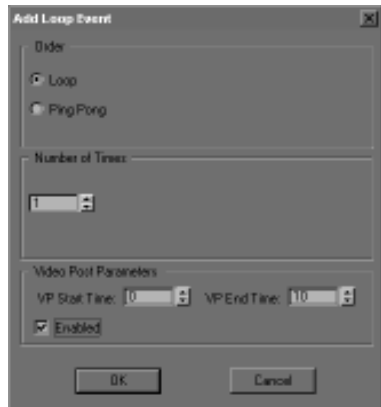 Add Loop Event
Order
Loop
Ping Pong
Number of Times
1
Video Post Parameters
VP Start Time: 0 VP End Time: 10
Enabled
OK Cancel